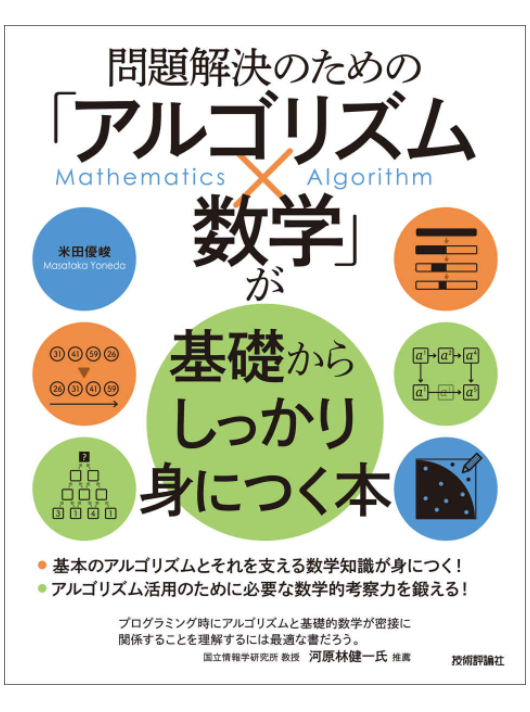 問題解決のための
「アルゴリズム
Mathematics × Algorithm
数学」
が
米田優峻
Masataka Yoneda
基礎から
しっかり
身につく本
31 41 59 26
26 31 41 59
?
3 1 4 1
a¹ a² a⁴
● 基本のアルゴリズムとそれを支える数学知識が身につく!
● アルゴリズム活用のために必要な数学的考察力を鍛える!
プログラミング時にアルゴリズムと基礎的数学が密接に
関係することを理解するには最適な書だろう。
国立情報学研究所 教授 河原林健一氏 推薦
技術評論社